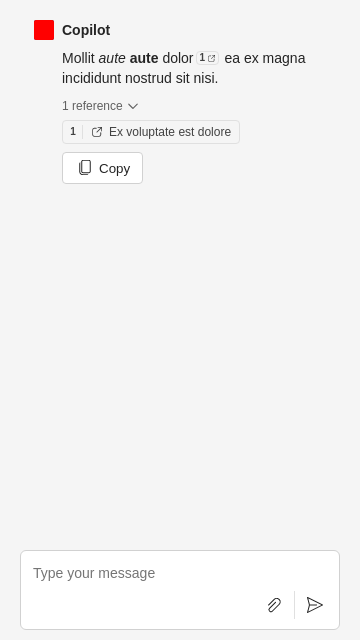 Copilot
Mollit aute aute dolor 1 ea ex magna
incididunt nostrud sit nisi.
1 reference
1 Ex voluptate est dolore
Copy
Type your message